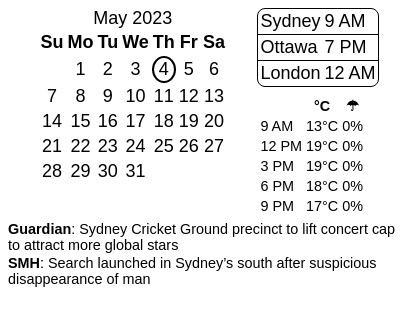 May 2023
Su Mo Tu We Th Fr Sa
1 2 3 4 5 6
7 8 9 10 11 12 13
14 15 16 17 18 19 20
21 22 23 24 25 26 27
28 29 30 31
Sydney 9 AM
Ottawa 7 PM
London 12 AM
°C ☂
9 AM 13°C 0%
12 PM 19°C 0%
3 PM 19°C 0%
6 PM 18°C 0%
9 PM 17°C 0%
Guardian: Sydney Cricket Ground precinct to lift concert cap
to attract more global stars
SMH: Search launched in Sydney's south after suspicious
disappearance of man